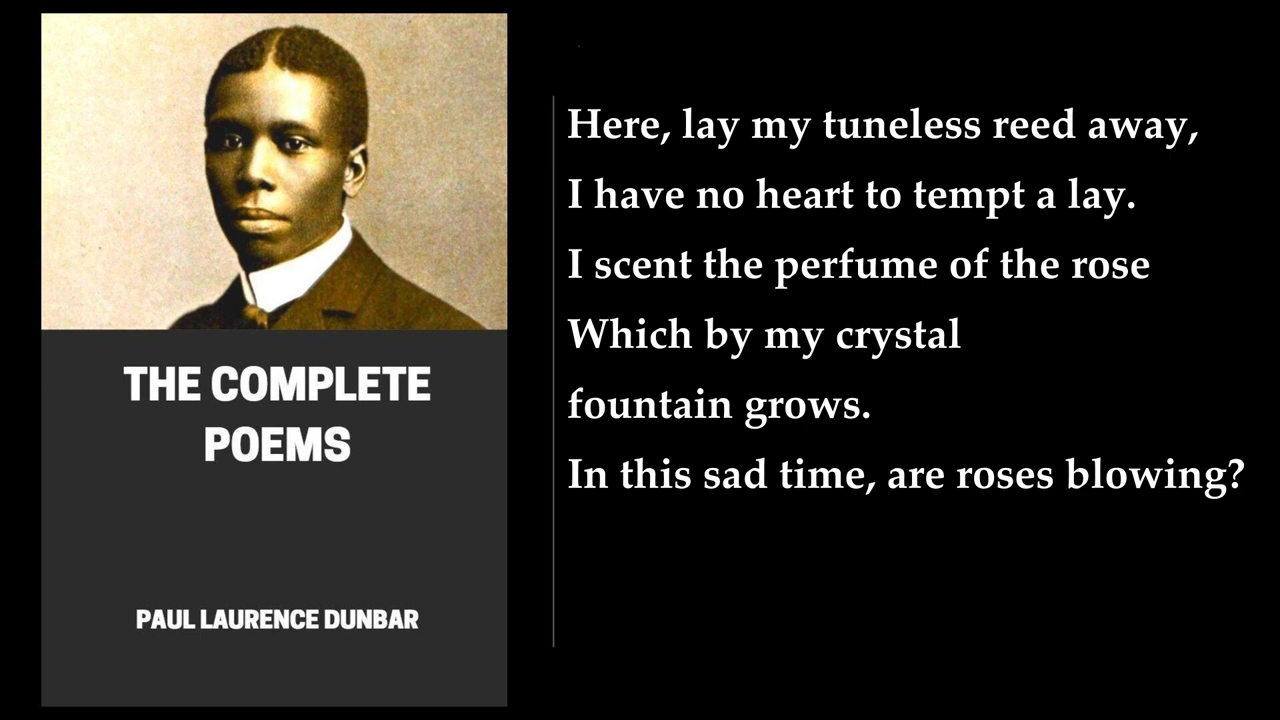 THE COMPLETE
POEMS
PAUL LAURENCE DUNBAR
Here, lay my tuneless reed away,
I have no heart to tempt a lay.
I scent the perfume of the rose
Which by my crystal
fountain grows.
In this sad time, are roses blowing?